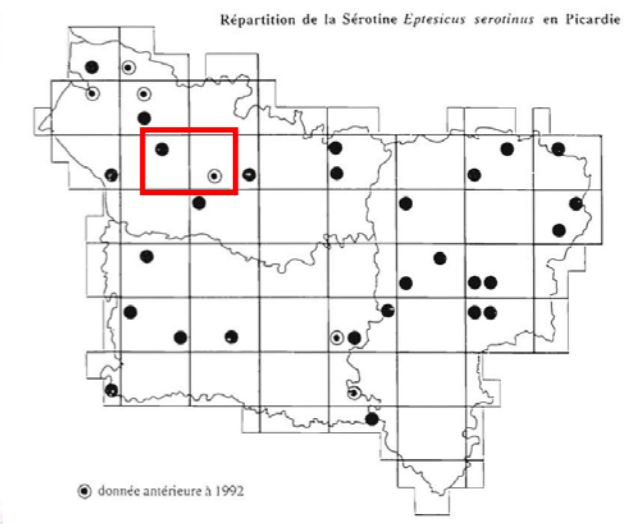 Répartition de la Sérotine Eptesicus serotinus en Picardie
donnée antérieure à 1992